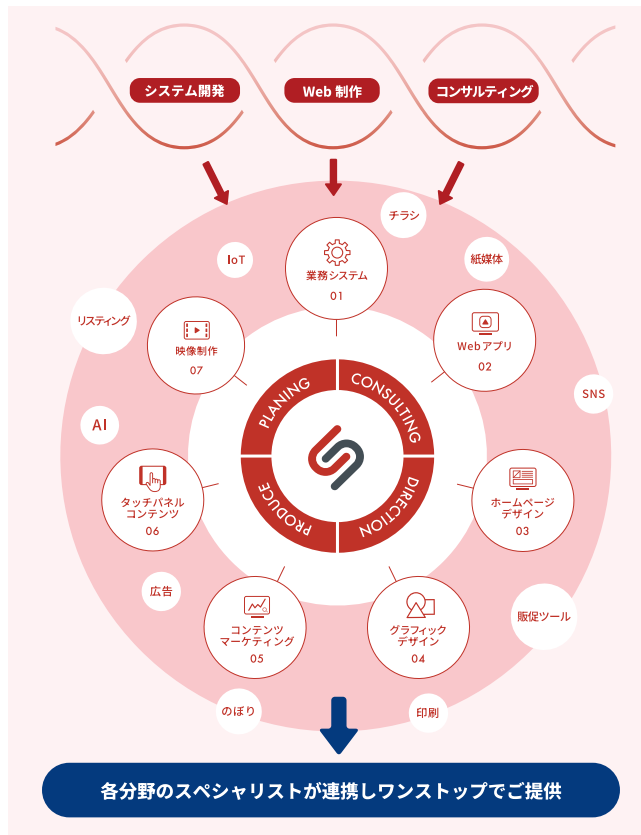 システム開発
Web 制作
コンサルティング
チラシ
IoT
紙媒体
業務システム
01
リスティング
映像制作
07
Webアプリ
02
SNS
AI
PLANING
CONSULTING
DIRECTION
PRODUCE
タッチパネル
コンテンツ
06
ホームページ
デザイン
03
広告
販促ツール
コンテンツ
マーケティング
05
グラフィック
デザイン
04
のぼり
印刷
各分野のスペシャリストが連携しワンストップでご提供